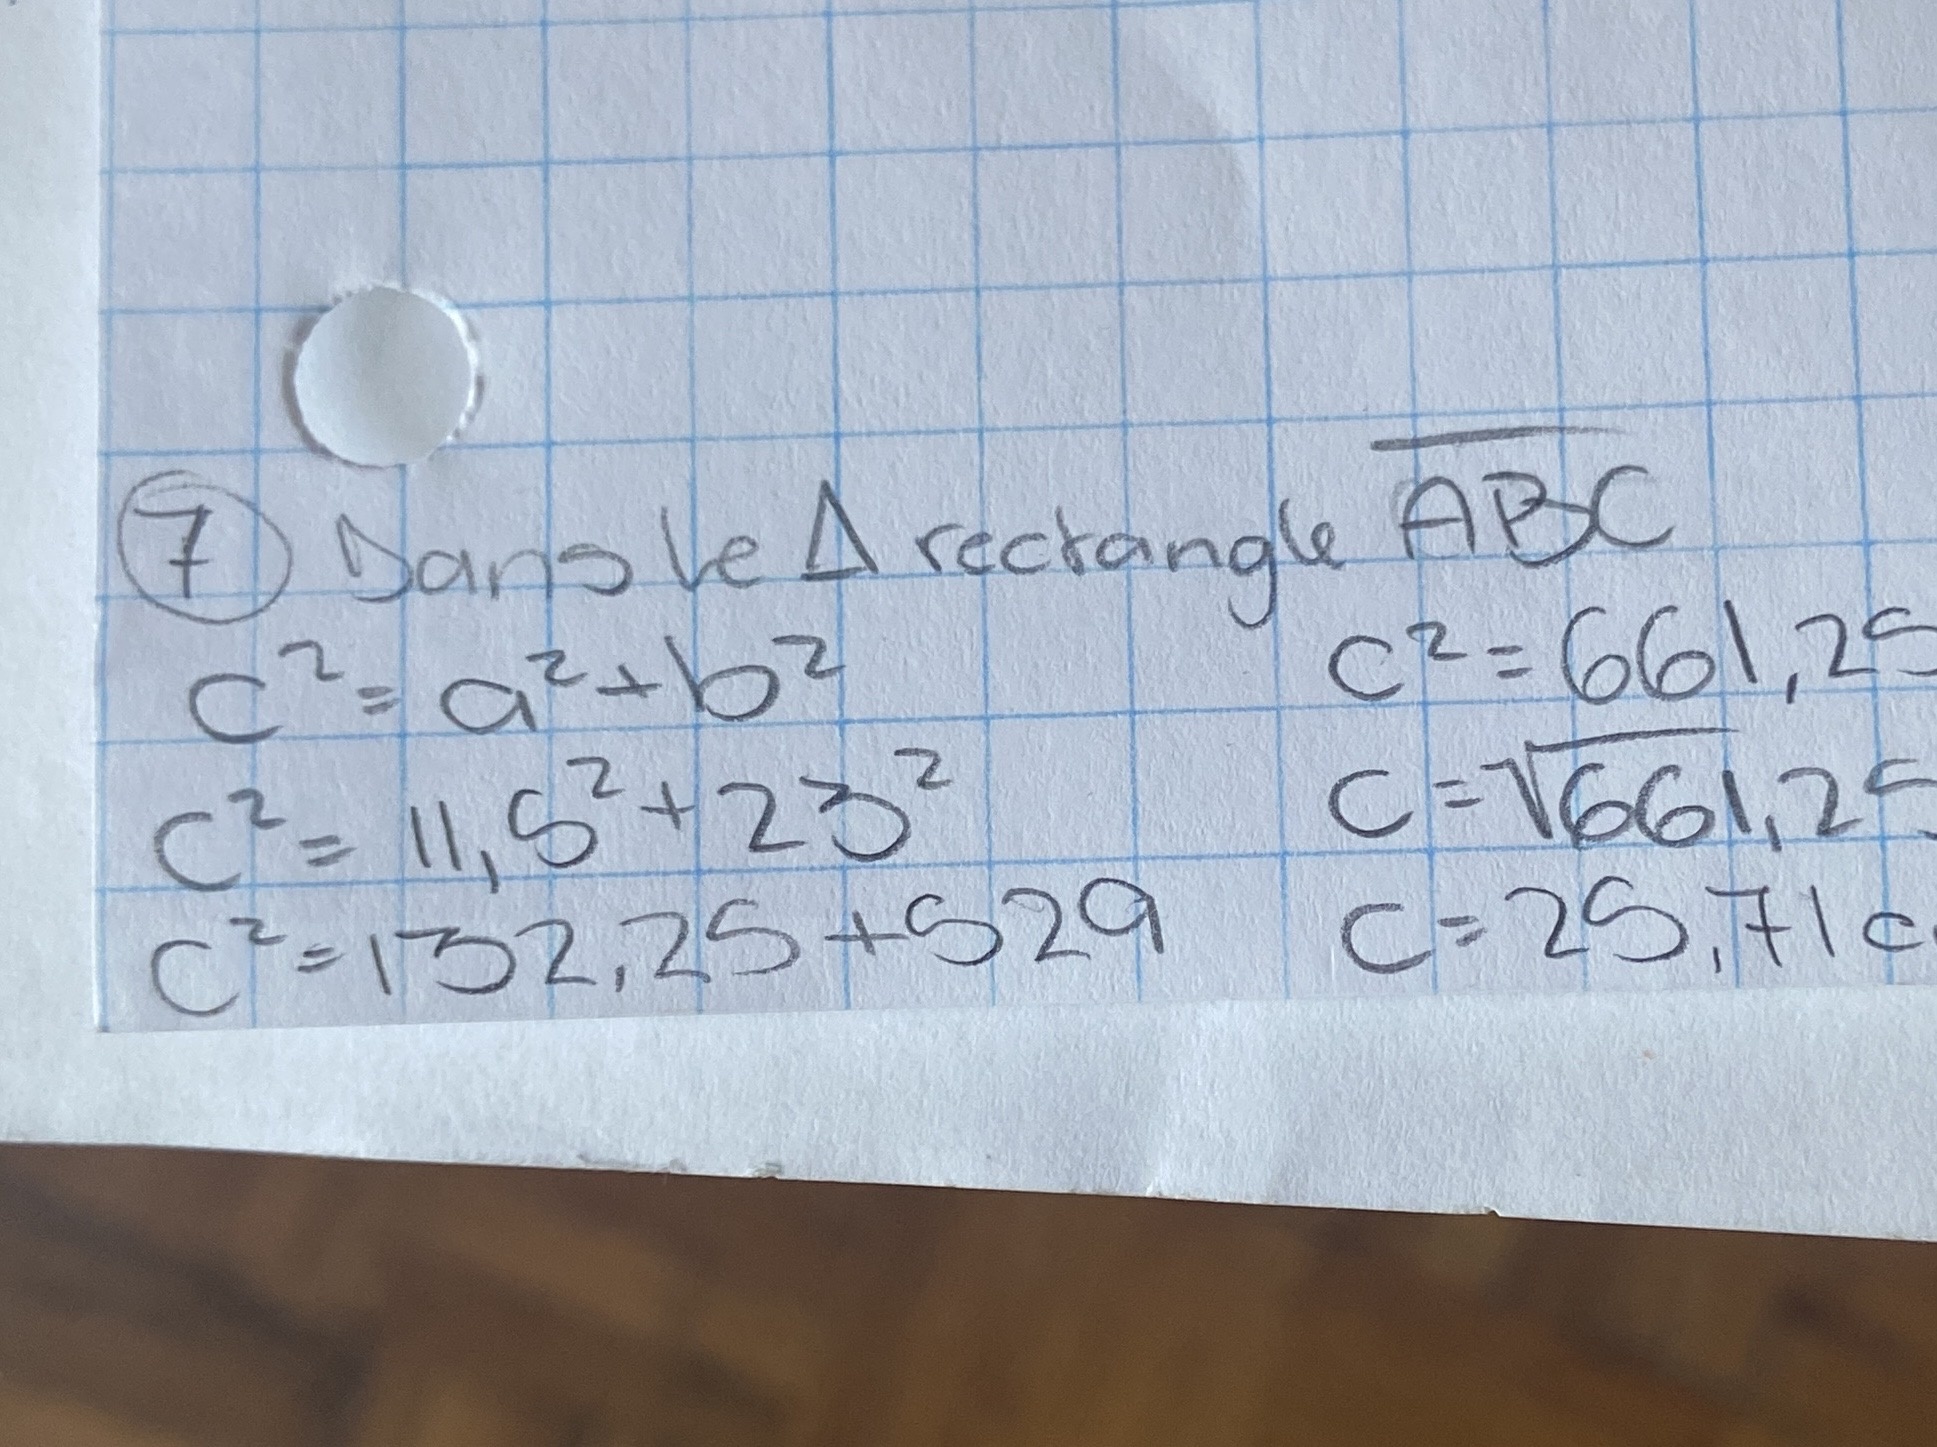 ⑦ Dans le Δ rectangle A̅B̅C̅
c² = a² + b²
c² = 11,5² + 23²
c² = 132,25 + 529
c² = 661,25
c = √661,25
c = 25,71 c